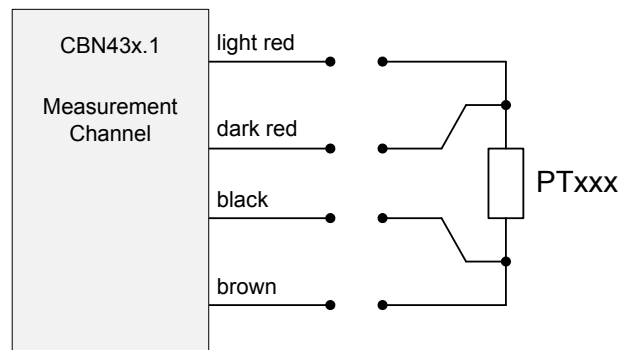 CBN43x.1
Measurement
Channel
light red
dark red
black
brown
PTxxx